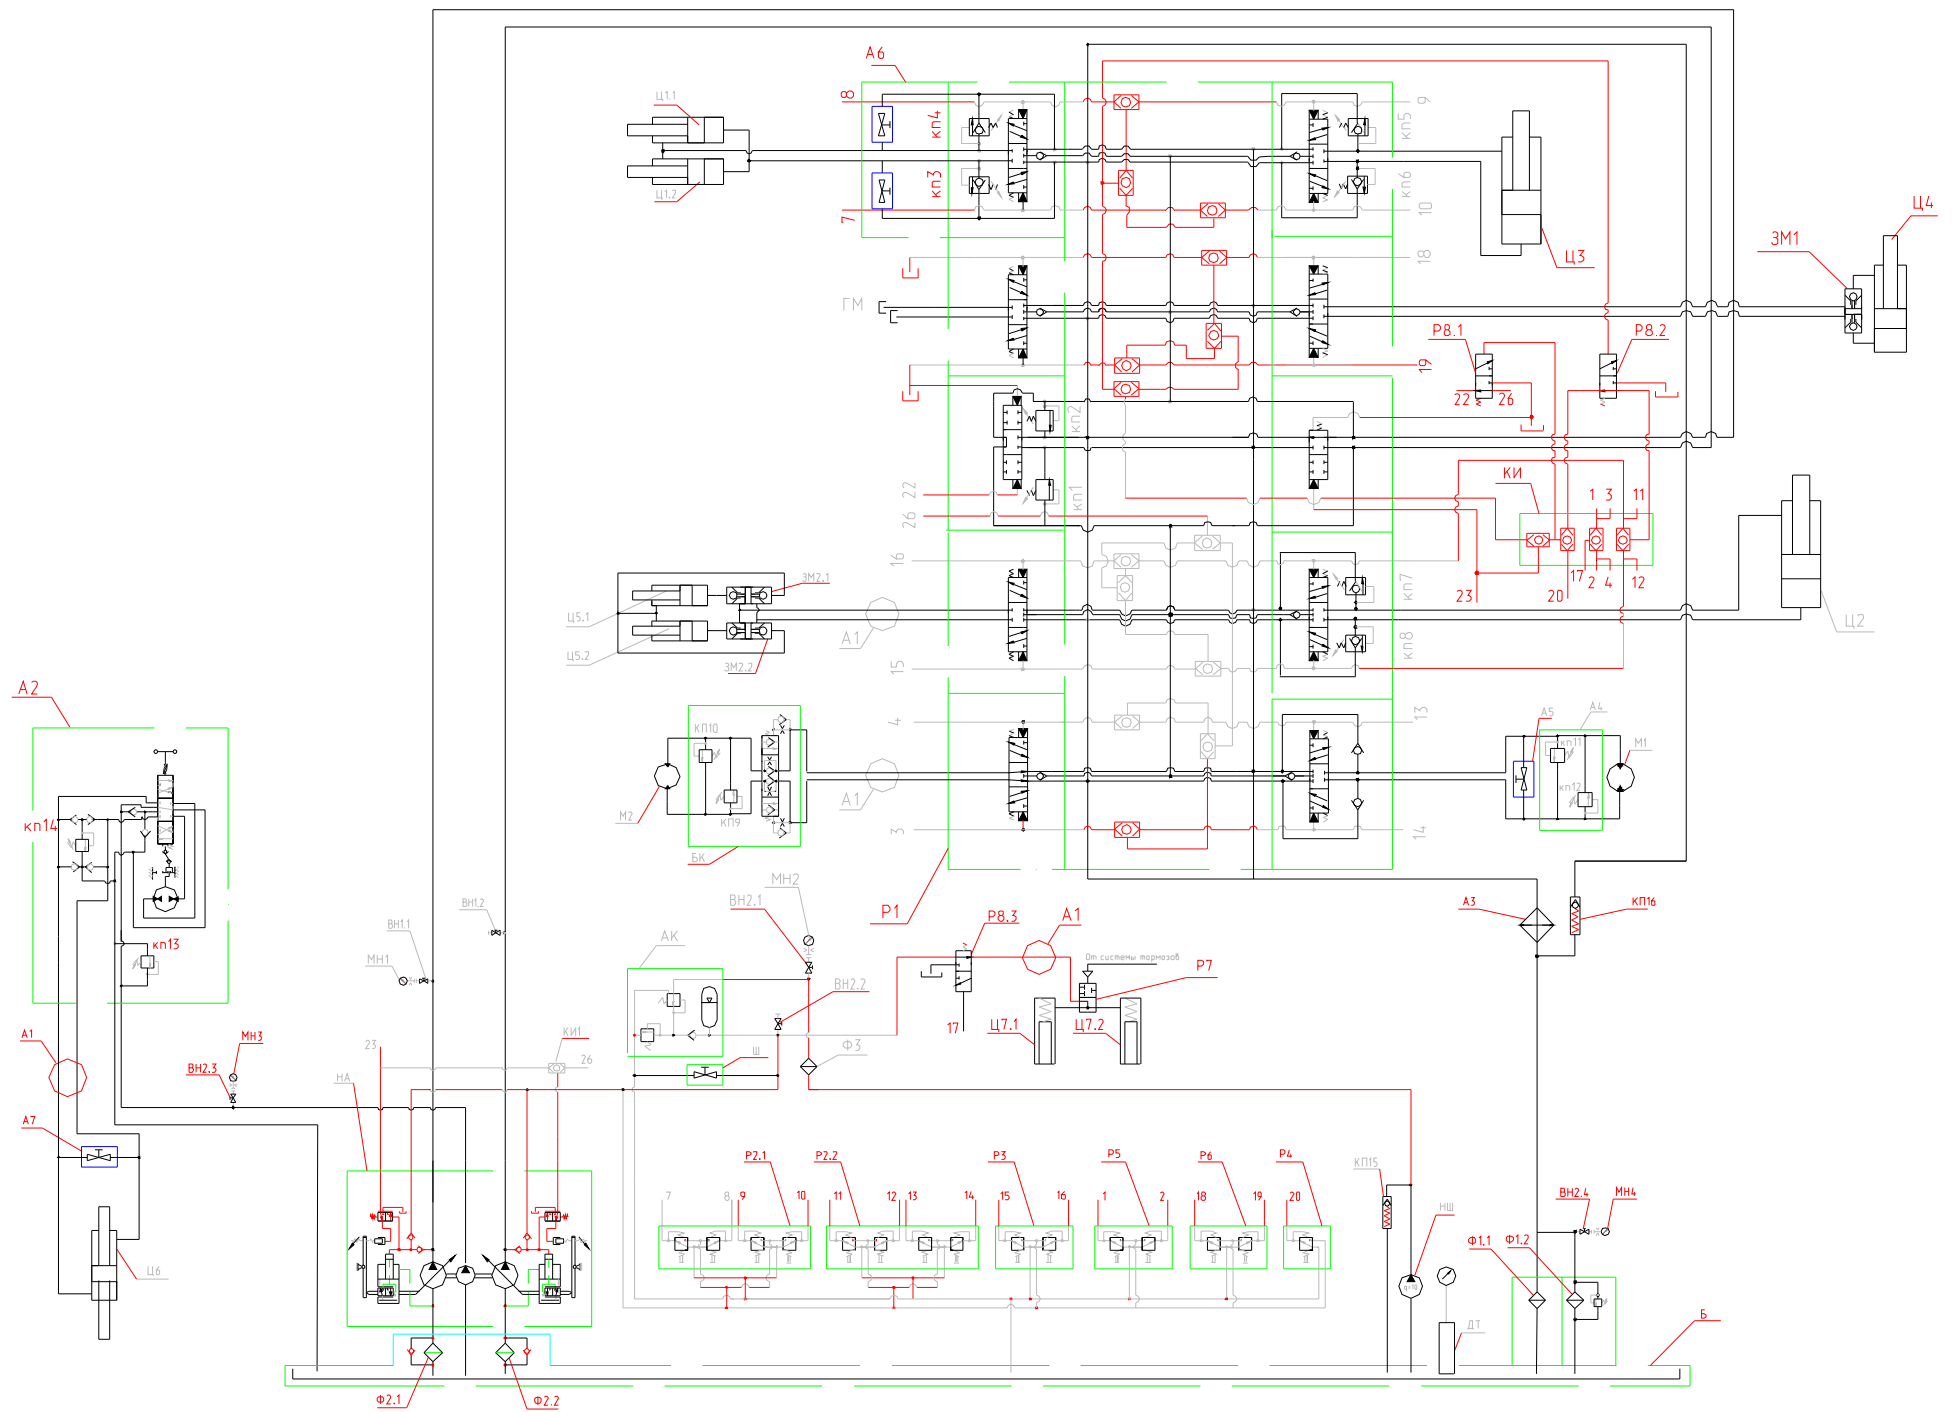 А6
Ц1.1
8
кп4
9
кп5
кп3
кп6
Ц1.2
7
10
Ц4
ЗМ1
Ц3
18
ГМ
Р8.1
Р8.2
19
22
26
кп2
КИ
22
кп1
1
3
11
26
16
17
2
4
12
23
20
ЗМ2.1
кп7
Ц5.1
А1
Ц2
кп8
Ц5.2
ЗМ2.2
15
А2
4
13
А5
А4
КП10
кп11
М1
А1
кп12
М2
КП9
кп14
3
14
БК
МН2
ВН2.1
Р1
Р8.3
А1
А3
КП16
ВН1.2
ВН1.1
АК
кп13
МН1
От системы тормозов
Р7
ВН2.2
17
Ц7.1
Ц7.2
А1
МН3
23
КИ1
26
Ш
Ф3
ВН2.3
НА
А7
Р2.1
Р2.2
Р3
Р5
Р6
Р4
КП15
7
8
9
10
11
12
13
14
15
16
1
2
18
19
20
НШ
ВН2.4
МН4
Ф1.1
Ф1.2
Ц6
q=10
ДТ
Б
Ф2.1
Ф2.2